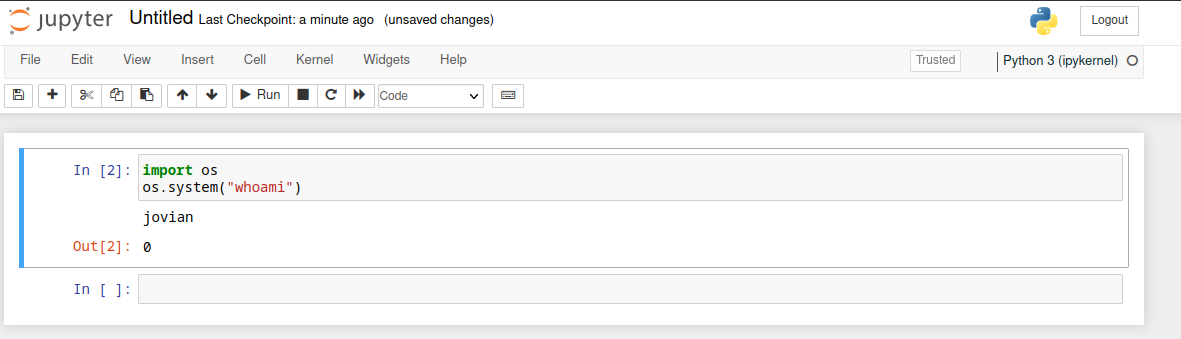 jupyter Untitled Last Checkpoint: a minute ago (unsaved changes) Logout
File Edit View Insert Cell Kernel Widgets Help Trusted Python 3 (ipykernel)
Run Code
In [2]: import os
os.system("whoami")
jovian
Out[2]: 0
In [ ]: